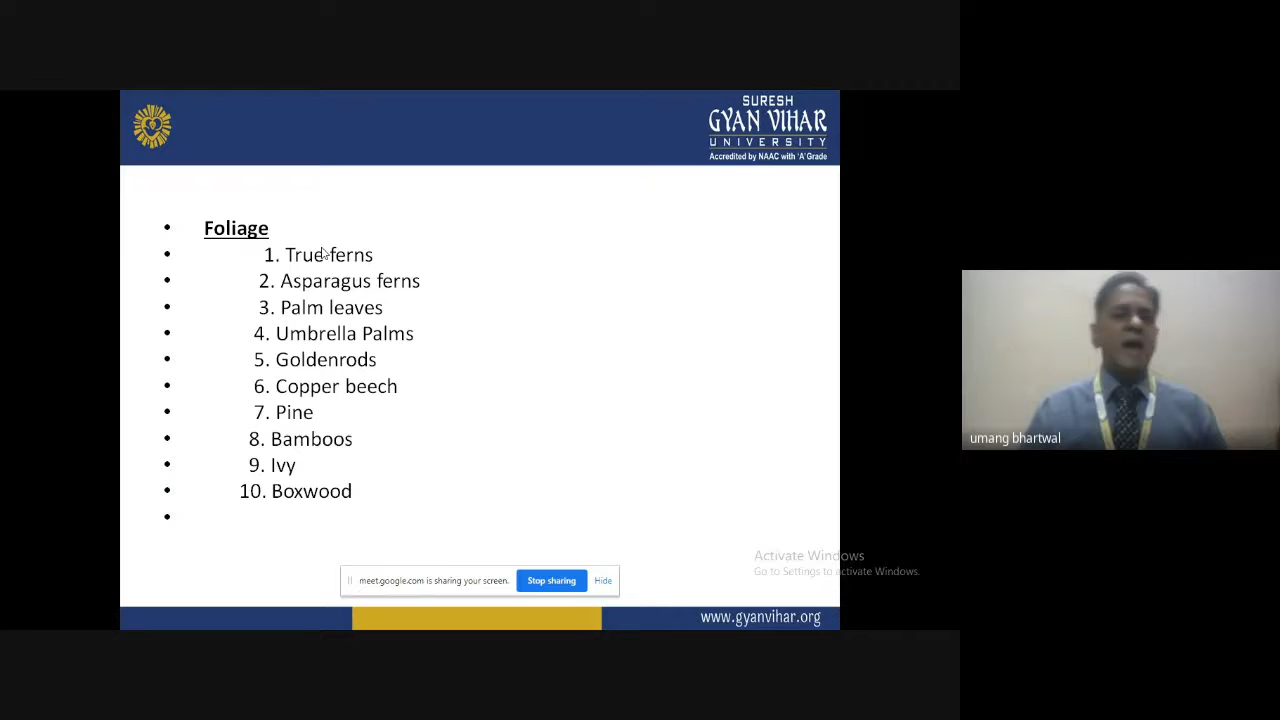 SURESH
GYAN VIHAR
UNIVERSITY
Accredited by NAAC with 'A' Grade
• Foliage
• 1. True ferns
• 2. Asparagus ferns
• 3. Palm leaves
• 4. Umbrella Palms
• 5. Goldenrods
• 6. Copper beech
• 7. Pine
• 8. Bamboos
• 9. Ivy
• 10. Boxwood
•
umang bhartwal
Activate Windows
Go to Settings to activate Windows.
meet.google.com is sharing your screen. Stop sharing Hide
www.gyanvihar.org